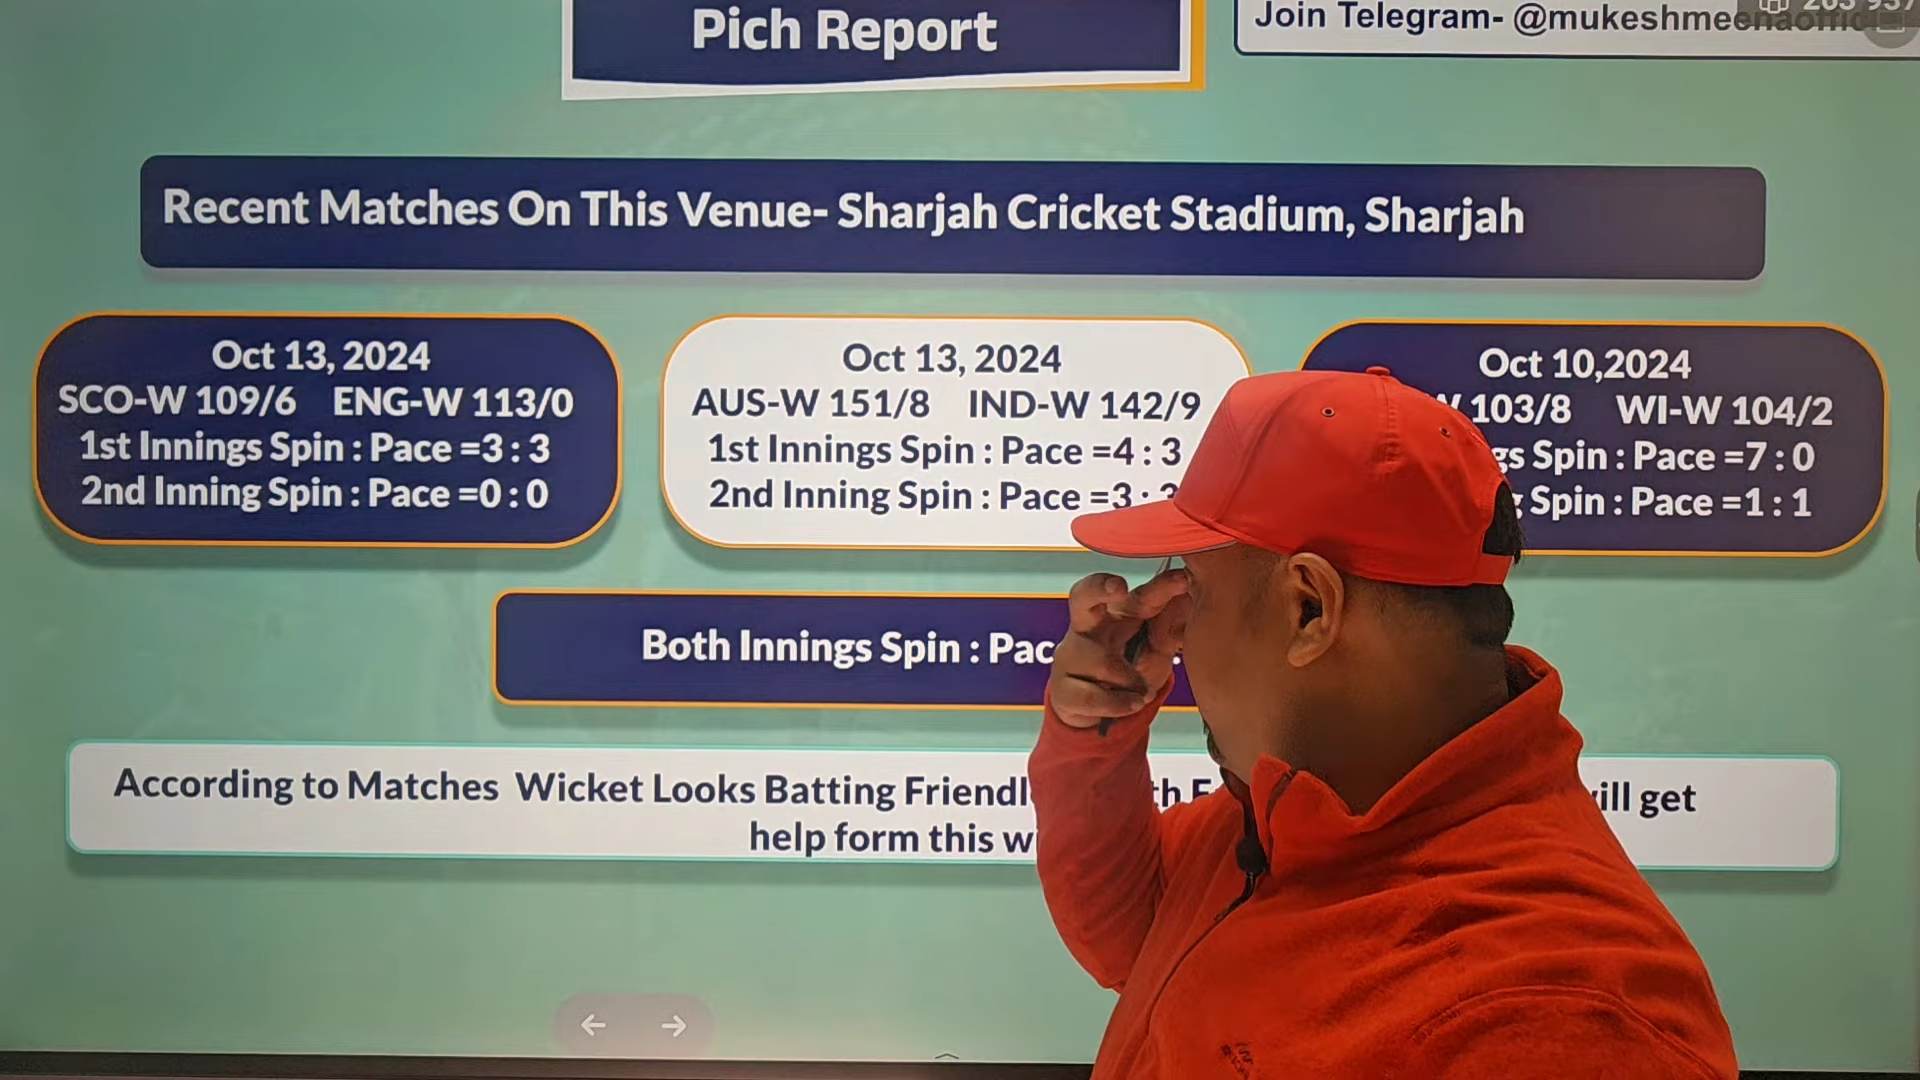 Pich Report
Join Telegram- @mukeshmeenaoffic
Recent Matches On This Venue- Sharjah Cricket Stadium, Sharjah
Oct 13, 2024
SCO-W 109/6 ENG-W 113/0
1st Innings Spin : Pace =3 : 3
2nd Inning Spin : Pace =0 : 0
Oct 13, 2024
AUS-W 151/8 IND-W 142/9
1st Innings Spin : Pace =4 : 3
2nd Inning Spin : Pace =3 :
Oct 10,2024
103/8 WI-W 104/2
Spin : Pace =7 : 0
Spin : Pace =1 : 1
Both Innings Spin :
According to Matches Wicket Looks Batting get
help form this